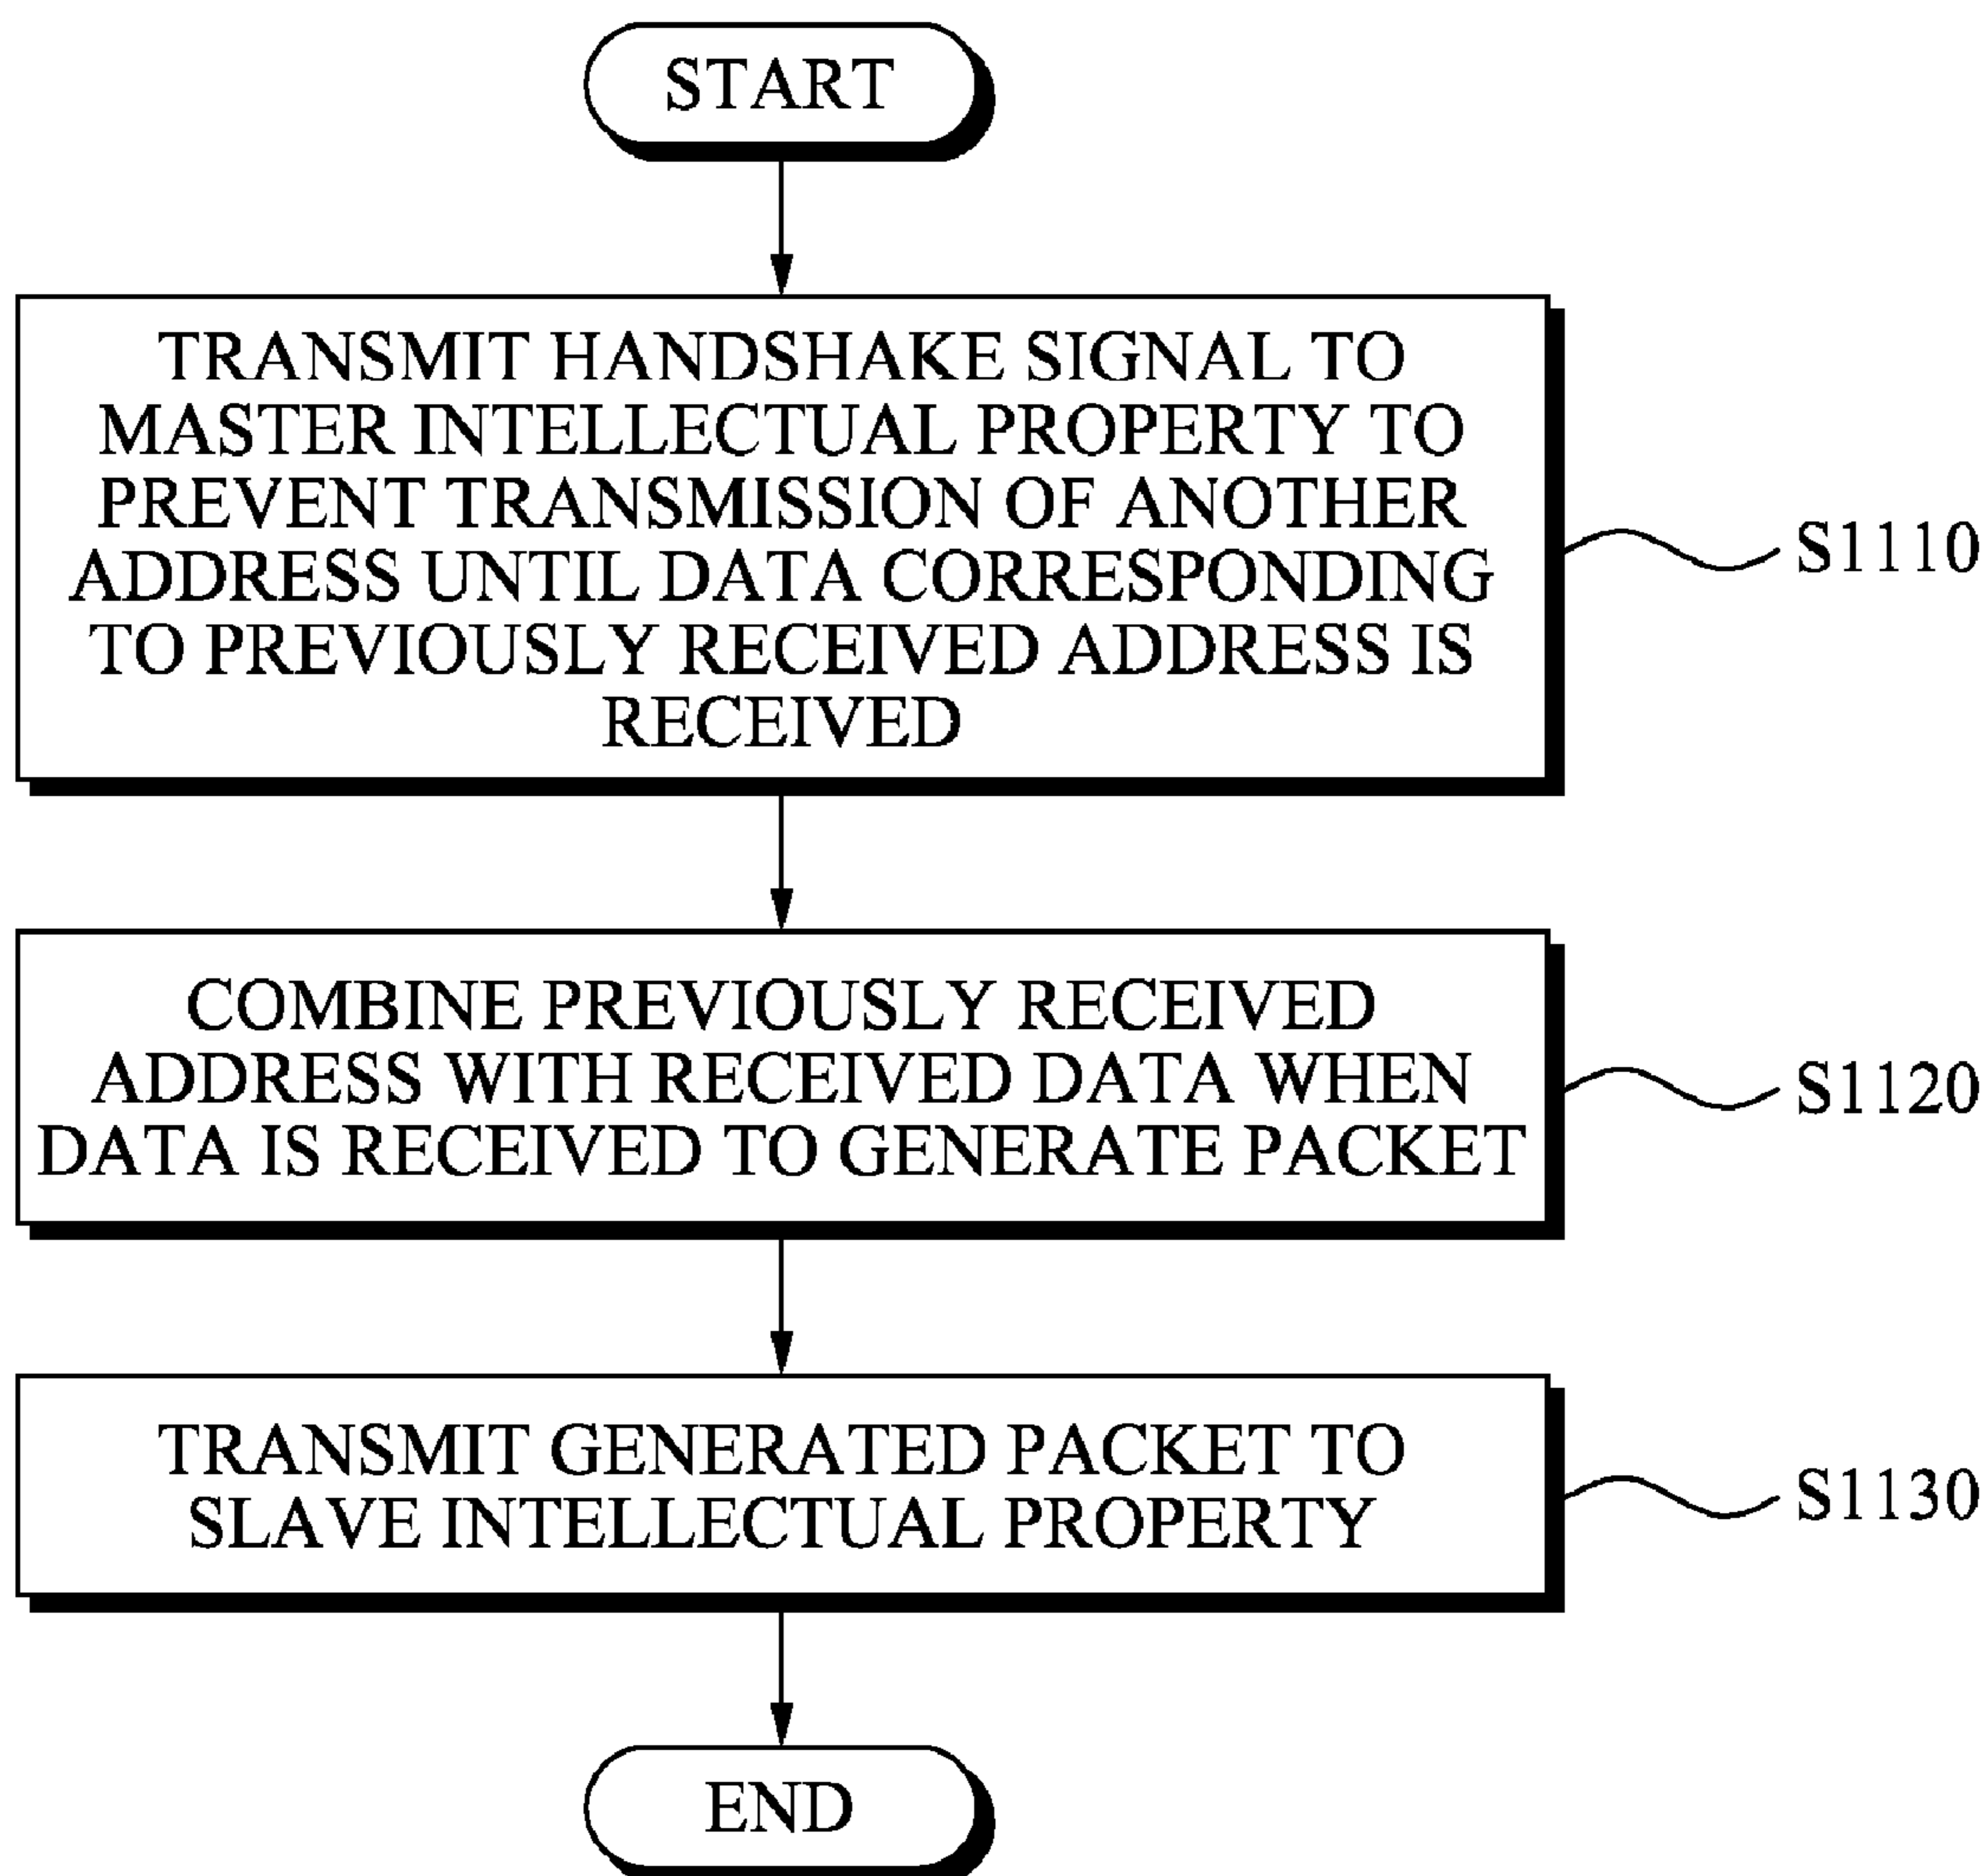 START
TRANSMIT HANDSHAKE SIGNAL TO
MASTER INTELLECTUAL PROPERTY TO
PREVENT TRANSMISSION OF ANOTHER
ADDRESS UNTIL DATA CORRESPONDING
TO PREVIOUSLY RECEIVED ADDRESS IS
RECEIVED
S1110
COMBINE PREVIOUSLY RECEIVED
ADDRESS WITH RECEIVED DATA WHEN
DATA IS RECEIVED TO GENERATE PACKET
S1120
TRANSMIT GENERATED PACKET TO
SLAVE INTELLECTUAL PROPERTY
S1130
END